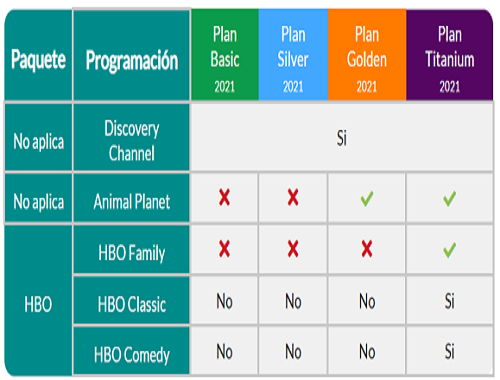 Paquete Programación Plan Basic 2021 Plan Silver 2021 Plan Golden 2021 Plan Titanium 2021
No aplica Discovery Channel Si
No aplica Animal Planet ✗ ✗ ✓ ✓
HBO HBO Family ✗ ✗ ✗ ✓
HBO Classic No No No Si
HBO Comedy No No No Si